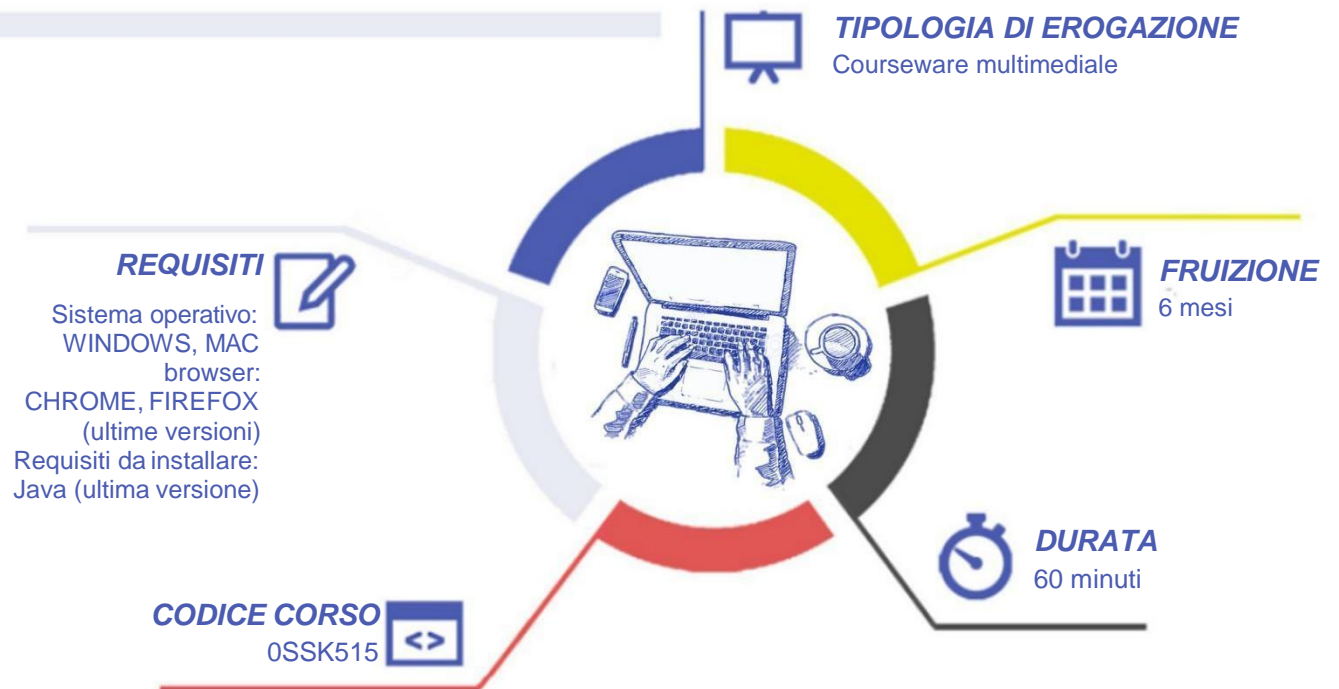 TIPOLOGIA DI EROGAZIONE
Courseware multimediale
REQUISITI
Sistema operativo:
WINDOWS, MAC
browser:
CHROME, FIREFOX
(ultime versioni)
Requisiti da installare:
Java (ultima versione)
FRUIZIONE
6 mesi
DURATA
60 minuti
CODICE CORSO
0SSK515